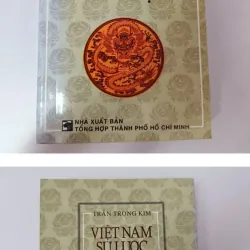 NHÀ XUẤT BẢN
TỔNG HỢP THÀNH PHỐ HỒ CHÍ MINH
TRẦN TRỌNG KIM
VIỆT NAM
SỬ LƯỢC